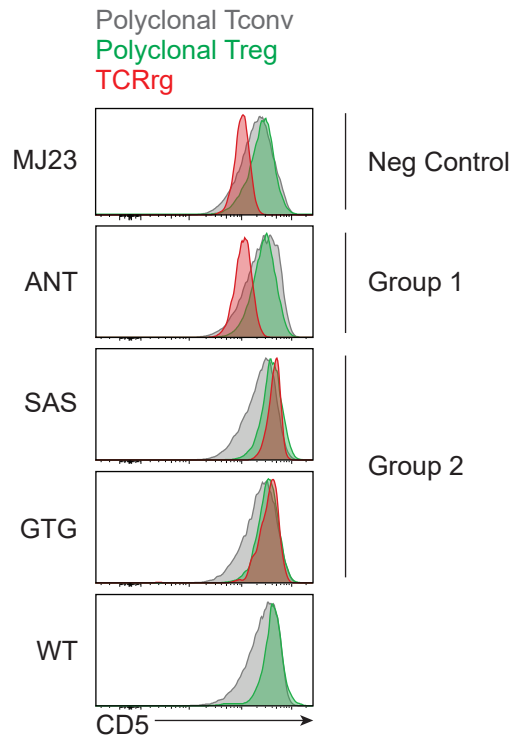 Polyclonal Tconv
Polyclonal Treg
TCRrg
MJ23
Neg Control
ANT
Group 1
SAS
Group 2
GTG
WT
CD5